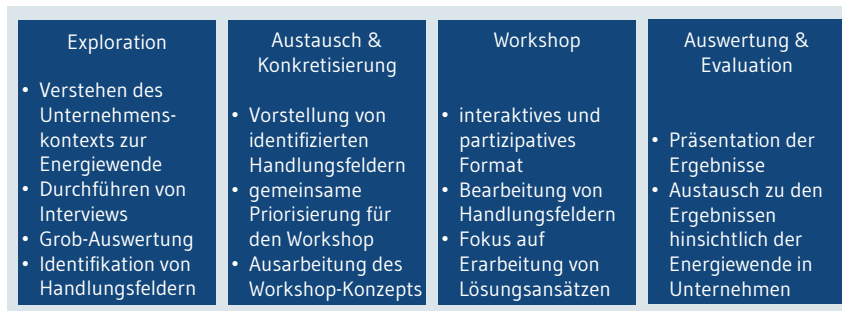 Exploration
• Verstehen des
Unternehmens-
kontexts zur
Energiewende
• Durchführen von
Interviews
• Grob-Auswertung
• Identifikation von
Handlungsfeldern
Austausch &
Konkretisierung
• Vorstellung von
identifizierten
Handlungsfeldern
• gemeinsame
Priorisierung für
den Workshop
• Ausarbeitung des
Workshop-Konzepts
Workshop
• interaktives und
partizipatives
Format
• Bearbeitung von
Handlungsfeldern
• Fokus auf
Erarbeitung von
Lösungsansätzen
Auswertung &
Evaluation
• Präsentation der
Ergebnisse
• Austausch zu den
Ergebnissen
hinsichtlich der
Energiewende in
Unternehmen